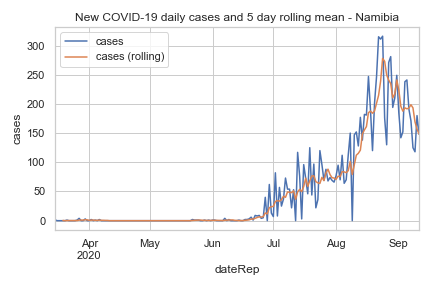 New COVID-19 daily cases and 5 day rolling mean - Namibia
cases
cases (rolling)
300
250
200
150
100
50
0
cases
Apr
2020
May
Jun
Jul
Aug
Sep
dateRep